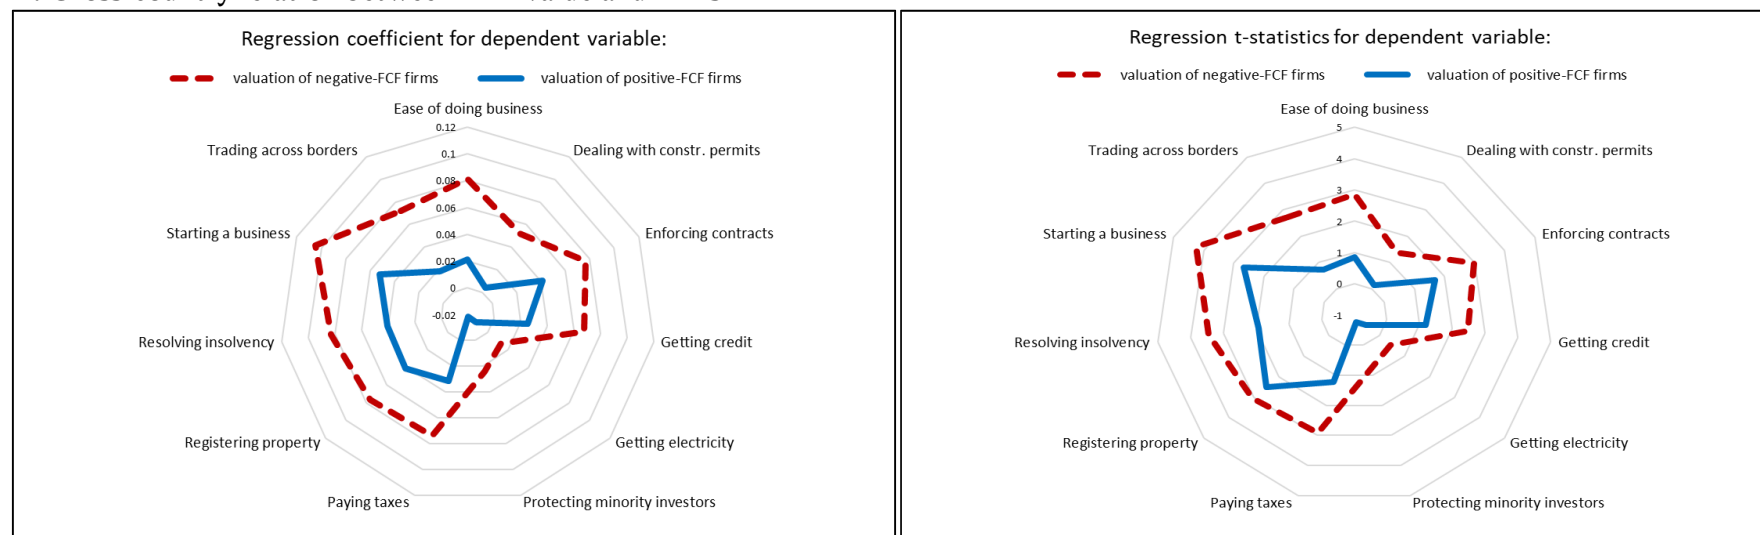 Regression coefficient for dependent variable:
valuation of negative-FCF firms
valuation of positive-FCF firms
Ease of doing business
Dealing with constr. permits
Enforcing contracts
Getting credit
Getting electricity
Protecting minority investors
Paying taxes
Registering property
Resolving insolvency
Starting a business
Trading across borders
0.12
0.1
0.08
0.06
0.04
0.02
0
-0.02
Regression t-statistics for dependent variable:
valuation of negative-FCF firms
valuation of positive-FCF firms
Ease of doing business
Dealing with constr. permits
Enforcing contracts
Getting credit
Getting electricity
Protecting minority investors
Paying taxes
Registering property
Resolving insolvency
Starting a business
Trading across borders
5
4
3
2
1
0
-1